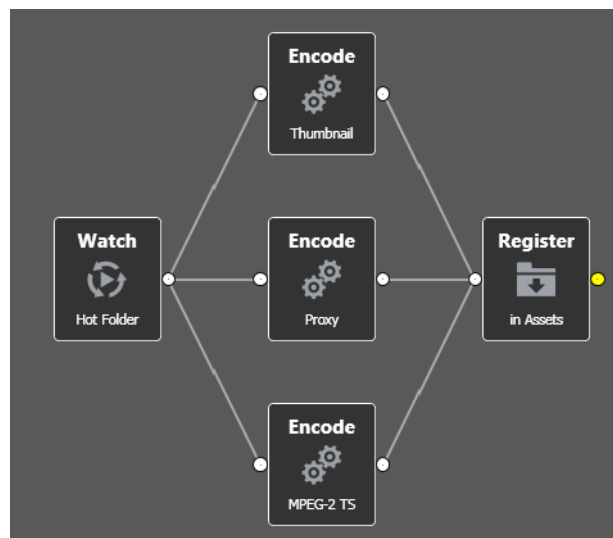 Encode
Thumbnail
Watch
Hot Folder
Encode
Proxy
Register
in Assets
Encode
MPEG-2 TS